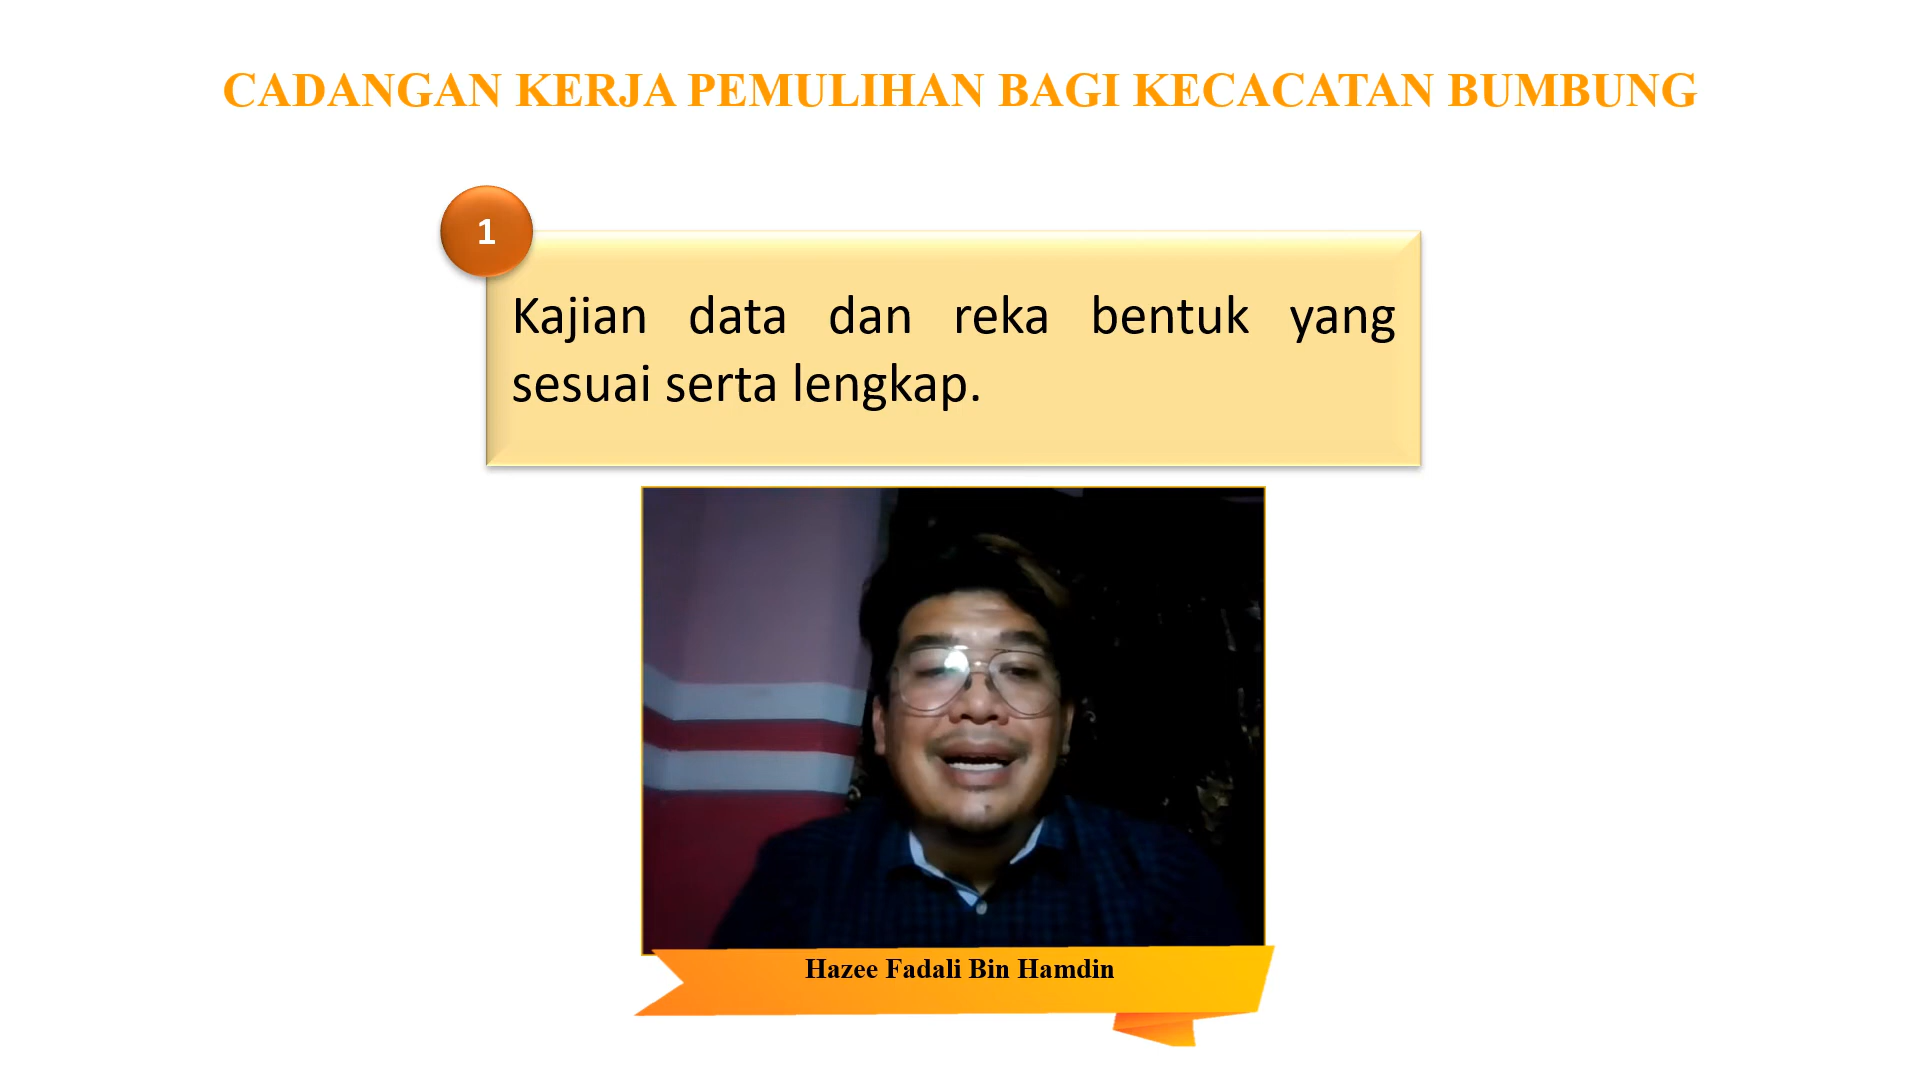 CADANGAN KERJA PEMULIHAN BAGI KECACATAN BUMBUNG
1
Kajian data dan reka bentuk yang
sesuai serta lengkap.
Hazee Fadali Bin Hamdin